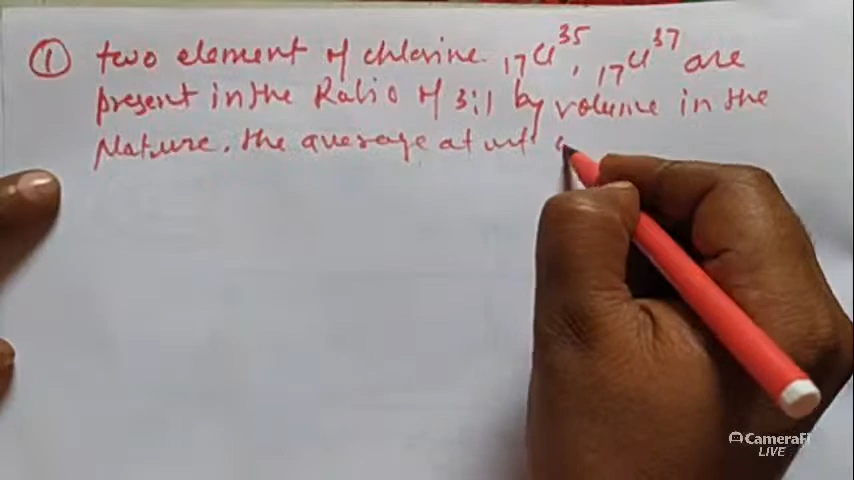 ① two element of chlorine ₁₇Cl³⁵, ₁₇Cl³⁷ are
present in the Ratio of 3:1 by volume in the
Nature. the average at wt
CameraFi
LIVE